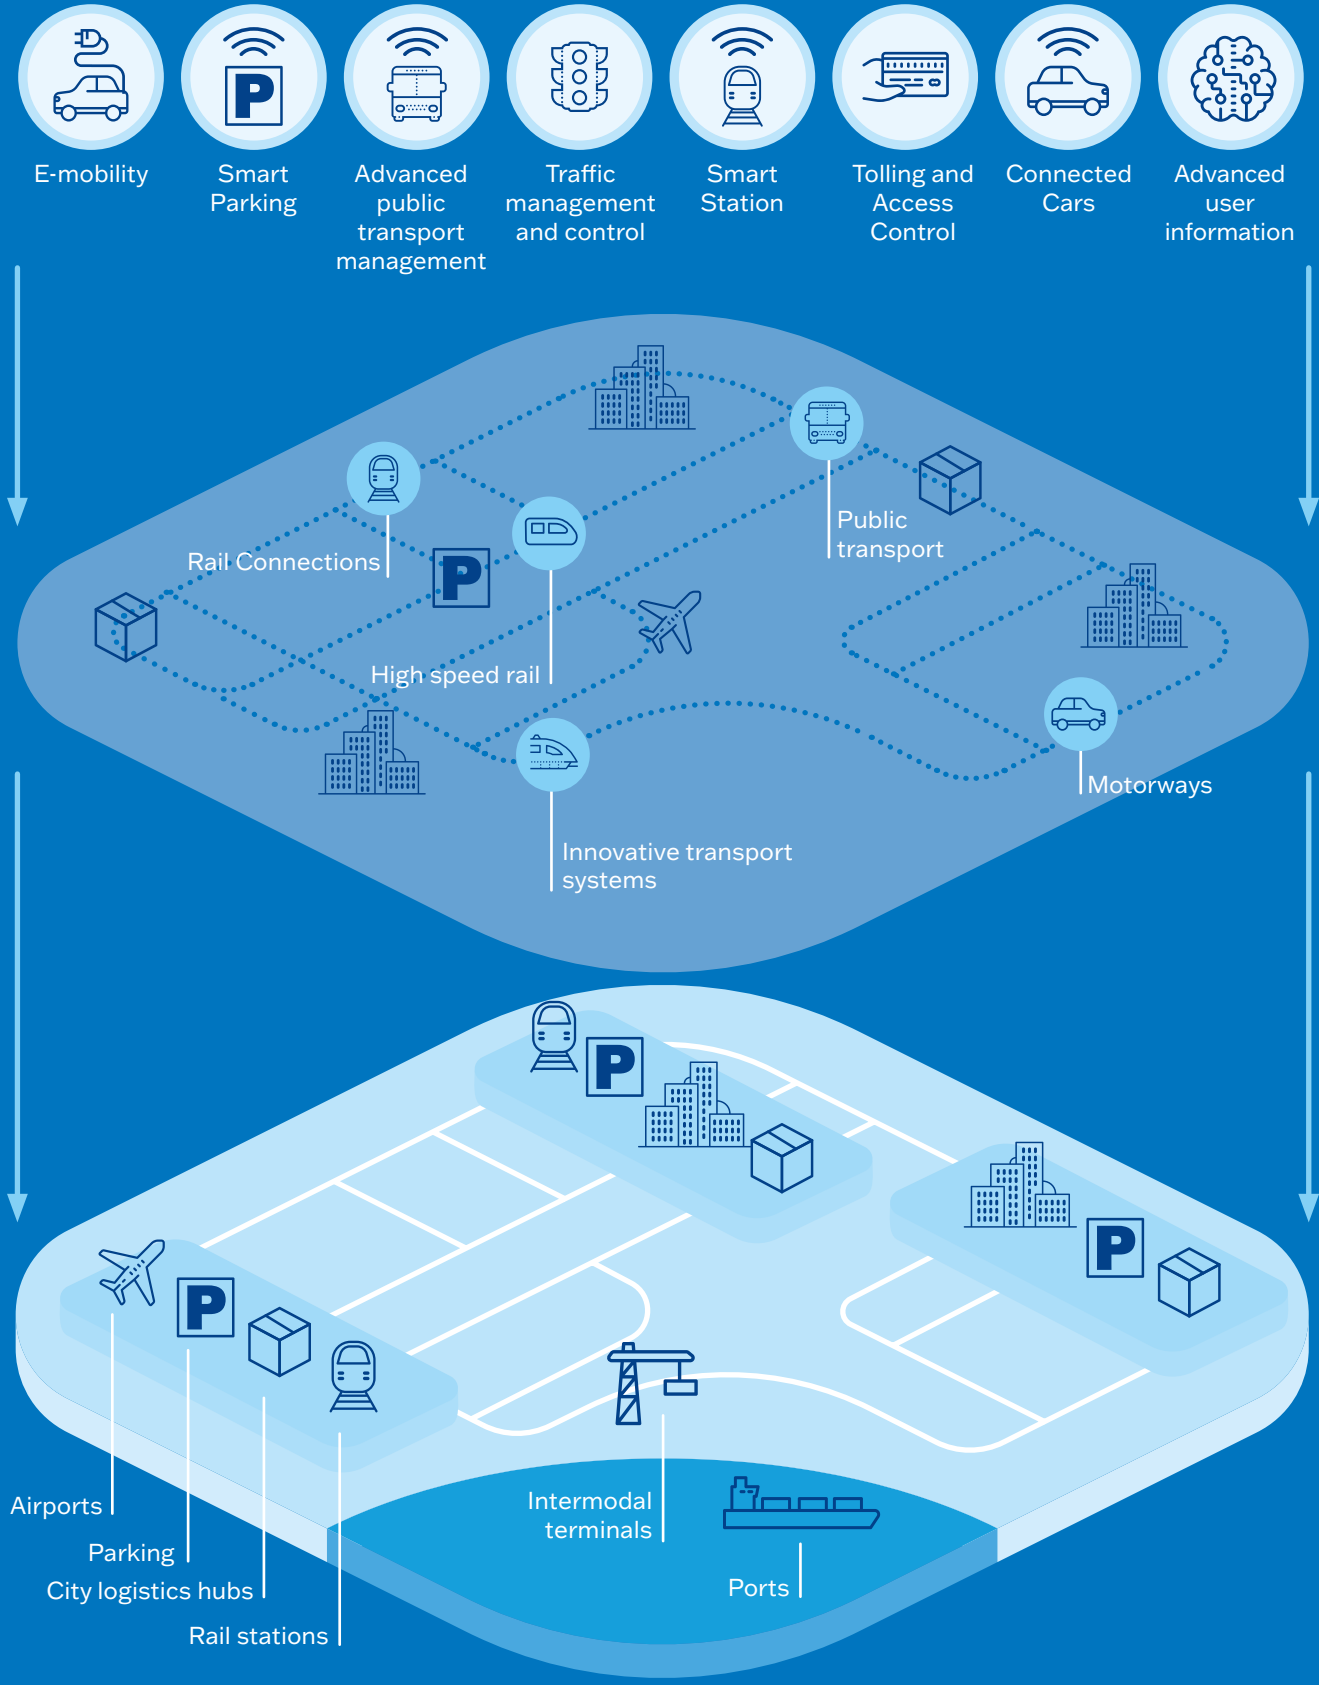 E-mobility
Smart
Parking
Advanced
public
transport
management
Traffic
management
and control
Smart
Station
Tolling and
Access
Control
Connected
Cars
Advanced
user
information
P
Public
transport
Rail Connections
P
High speed rail
Motorways
Innovative transport
systems
P
P
P
Airports
Parking
City logistics hubs
Rail stations
Intermodal
terminals
Ports